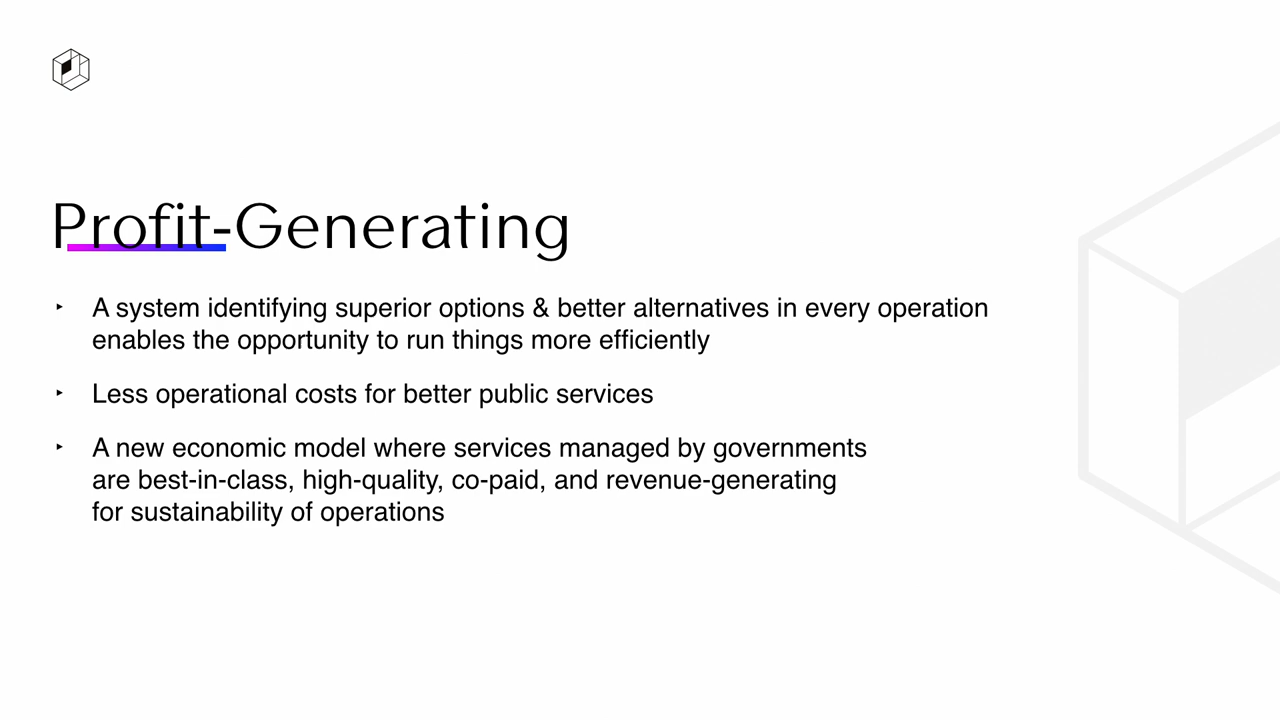 Profit-Generating
‣ A system identifying superior options & better alternatives in every operation
enables the opportunity to run things more efficiently
‣ Less operational costs for better public services
‣ A new economic model where services managed by governments
are best-in-class, high-quality, co-paid, and revenue-generating
for sustainability of operations